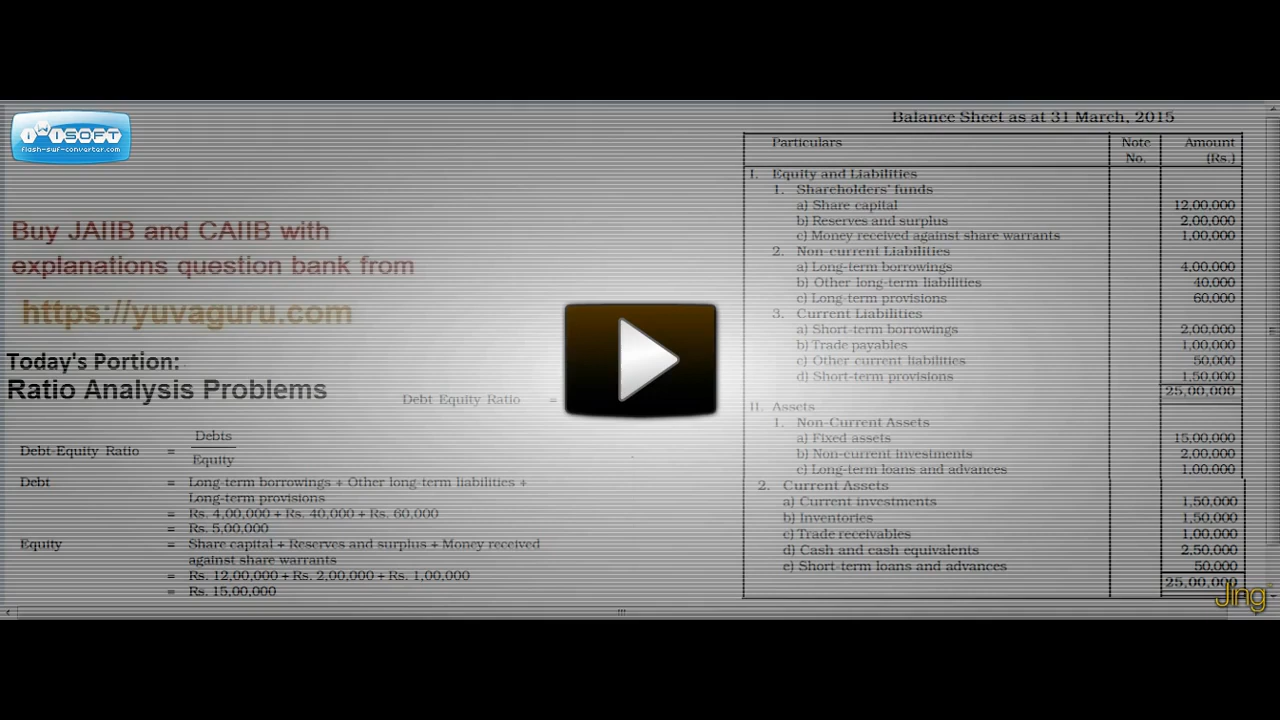 iWiSOFT
flash-swf-converter.com
Buy JAIIB and CAIIB with
explanations question bank from
https://yuvaguru.com
Today's Portion:
Ratio Analysis Problems
Debt Equity Ratio =
Debt-Equity Ratio = Debts
Equity
Debt = Long-term borrowings + Other long-term liabilities +
Long-term provisions
= Rs. 4,00,000 + Rs. 40,000 + Rs. 60,000
= Rs. 5,00,000
Equity = Share capital + Reserves and surplus + Money received
against share warrants
= Rs. 12,00,000 + Rs. 2,00,000 + Rs. 1,00,000
= Rs. 15,00,000
Balance Sheet as at 31 March, 2015
Particulars Note Amount
No. (Rs.)
I. Equity and Liabilities
1. Shareholders' funds
a) Share capital 12,00,000
b) Reserves and surplus 2,00,000
c) Money received against share warrants 1,00,000
2. Non-current Liabilities
a) Long-term borrowings 4,00,000
b) Other long-term liabilities 40,000
c) Long-term provisions 60,000
3. Current Liabilities
a) Short-term borrowings 2,00,000
b) Trade payables 1,00,000
c) Other current liabilities 50,000
d) Short-term provisions 1,50,000
25,00,000
II. Assets
1. Non-Current Assets
a) Fixed assets 15,00,000
b) Non-current investments 2,00,000
c) Long-term loans and advances 1,00,000
2. Current Assets
a) Current investments 1,50,000
b) Inventories 1,50,000
c) Trade receivables 1,00,000
d) Cash and cash equivalents 2,50,000
e) Short-term loans and advances 50,000
25,00,000
Jing